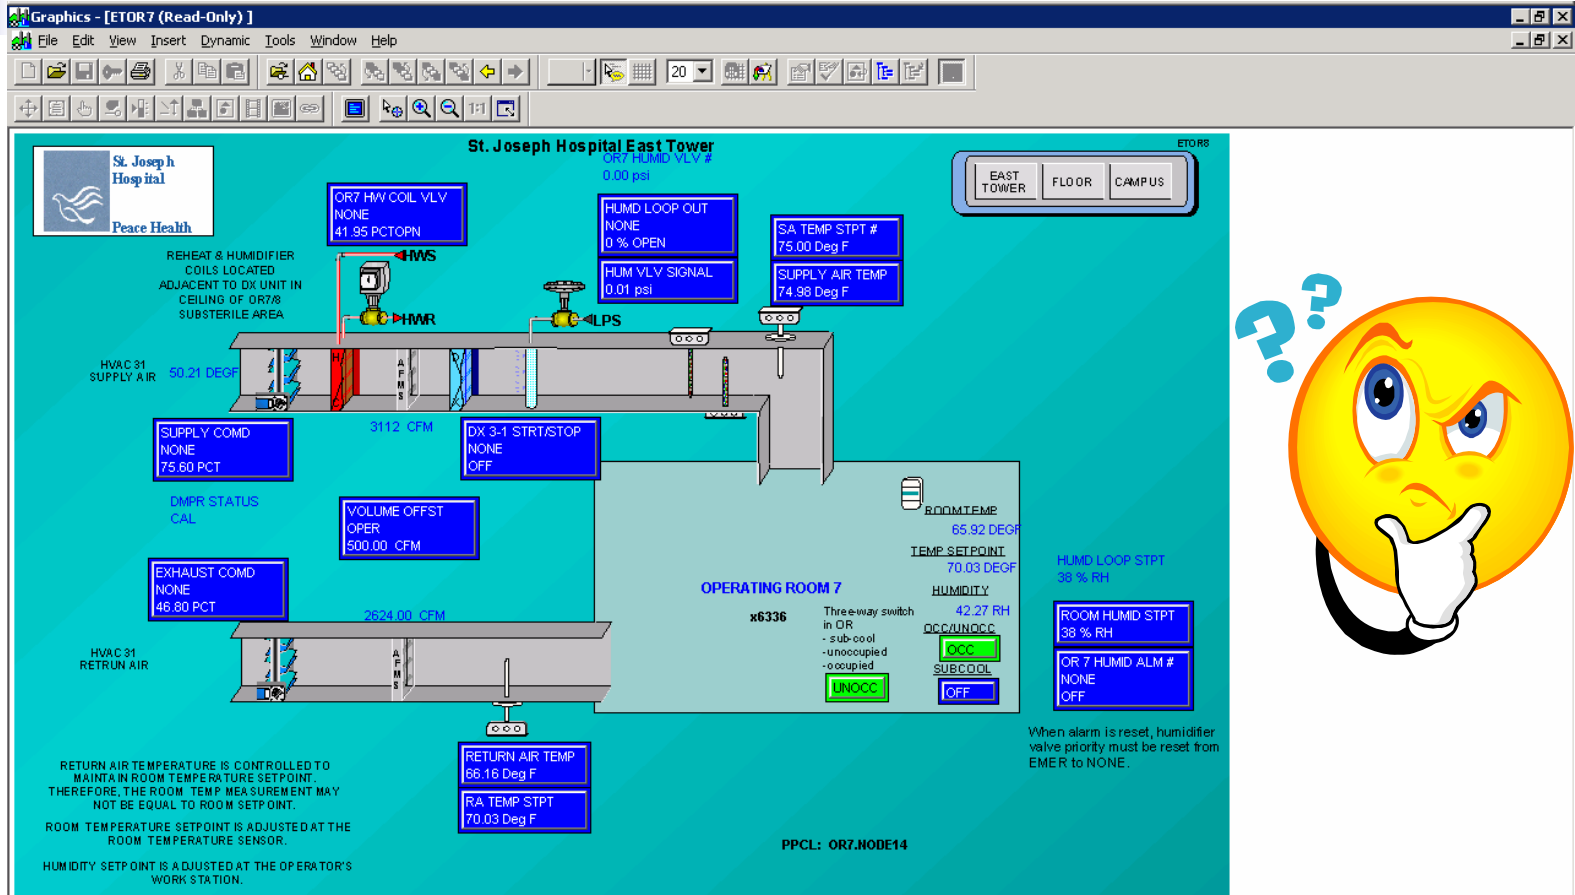 Graphics - [ETOR7 (Read-Only) ]
File Edit View Insert Dynamic Tools Window Help
20
1:1
St. Joseph Hospital East Tower
ETOR8
St. Joseph
Hospital
Peace Health
OR7 HUMID VLV #
0.00 psi
EAST
TOWER
FLOOR
CAMPUS
OR7 HW COIL VLV
NONE
41.95 PCTOPN
HUMD LOOP OUT
NONE
0 % OPEN
HUM VLV SIGNAL
0.01 psi
SA TEMP STPT #
75.00 Deg F
SUPPLY AIR TEMP
74.98 Deg F
REHEAT & HUMIDIFIER
COILS LOCATED
ADJACENT TO DX UNIT IN
CEILING OF OR7/8
SUBSTERILE AREA
HWS
HWR
LPS
HVAC 31
SUPPLY AIR
50.21 DEGF
AFMS
3112 CFM
SUPPLY COMD
NONE
75.60 PCT
DX 3-1 STRT/STOP
NONE
OFF
DMPR STATUS
CAL
VOLUME OFFST
OPER
500.00 CFM
EXHAUST COMD
NONE
46.80 PCT
2624.00 CFM
HVAC 31
RETRUN AIR
AFMS
ROOMTEMP
65.92 DEGF
TEMP SETPOINT
70.03 DEGF
OPERATING ROOM 7
x6336
HUMIDITY
42.27 RH
Three-way switch
in OR
- sub-cool
- unoccupied
- occupied
UNOCC
OCC/UNOCC
OCC
SUBCOOL
OFF
HUMD LOOP STPT
38 % RH
ROOM HUMID STPT
38 % RH
OR 7 HUMID ALM #
NONE
OFF
When alarm is reset, humidifier
valve priority must be reset from
EMER to NONE.
RETURN AIR TEMP
66.16 Deg F
RA TEMP STPT
70.03 Deg F
RETURN AIR TEMPERATURE IS CONTROLLED TO
MAINTAIN ROOM TEMPERATURE SETPOINT.
THEREFORE, THE ROOM TEMP MEASUREMENT MAY
NOT BE EQUAL TO ROOM SETPOINT.
ROOM TEMPERATURE SETPOINT IS ADJUSTED AT THE
ROOM TEMPERATURE SENSOR.
HUMIDITY SETPOINT IS ADJUSTED AT THE OPERATOR'S
WORK STATION.
PPCL: OR7.NODE14
??